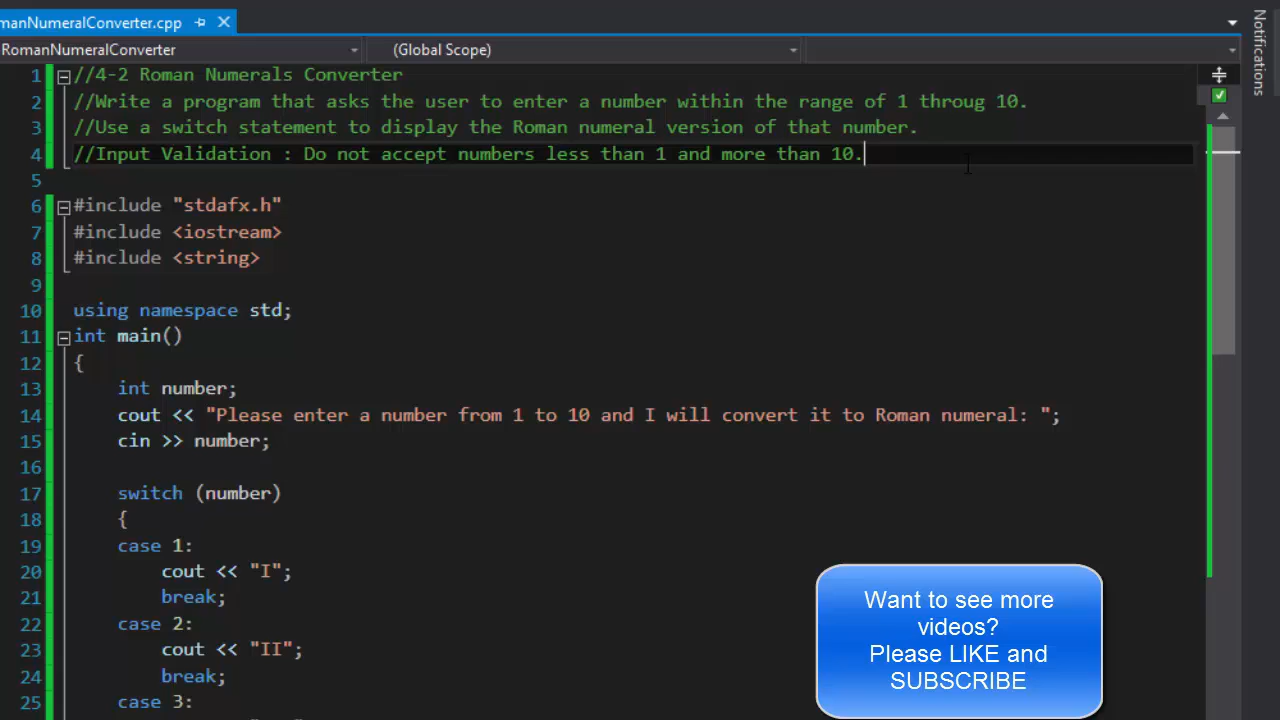 manNumeralConverter.cpp
RomanNumeralConverter (Global Scope)
Notifications
1 //4-2 Roman Numerals Converter
2 //Write a program that asks the user to enter a number within the range of 1 throug 10.
3 //Use a switch statement to display the Roman numeral version of that number.
4 //Input Validation : Do not accept numbers less than 1 and more than 10.
5
6 #include "stdafx.h"
7 #include <iostream>
8 #include <string>
9
10 using namespace std;
11 int main()
12 {
13 int number;
14 cout << "Please enter a number from 1 to 10 and I will convert it to Roman numeral: ";
15 cin >> number;
16
17 switch (number)
18 {
19 case 1:
20 cout << "I";
21 break;
22 case 2:
23 cout << "II";
24 break;
25 case 3:
Want to see more
videos?
Please LIKE and
SUBSCRIBE